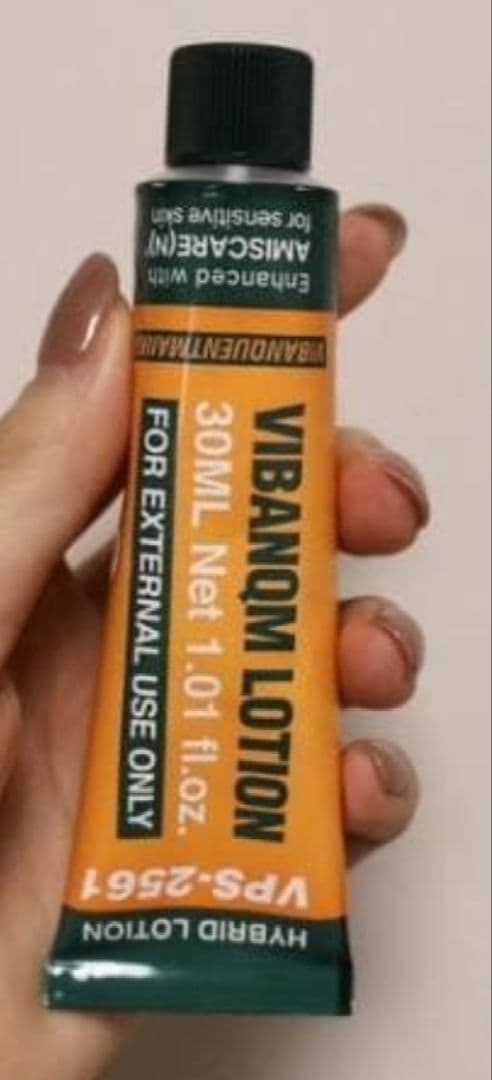 HYBRID LOTION
VPS-2561
VIBANQM LOTION
30ML Net 1.01 fl.oz.
FOR EXTERNAL USE ONLY
Enhanced with
AMISCARE(N)
for sensitive skin